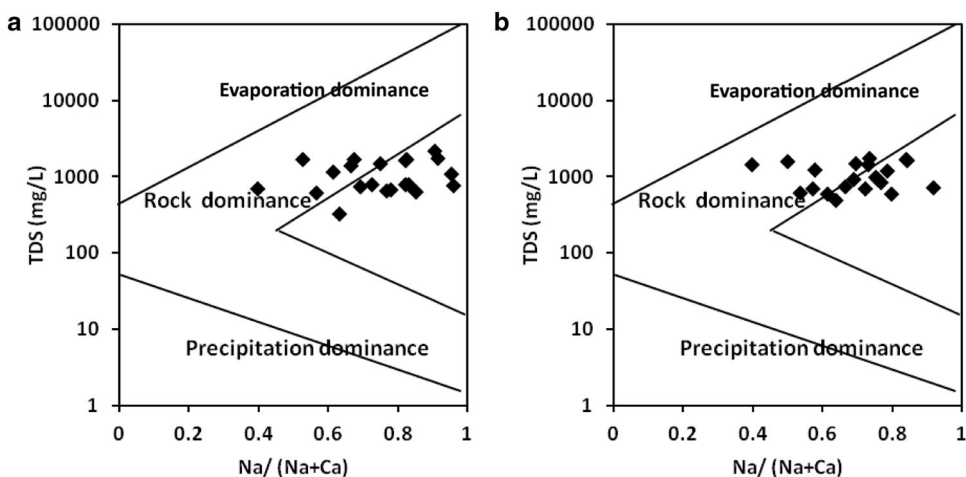 a
100000
10000
1000
100
10
1
TDS (mg/L)
Evaporation dominance
Rock dominance
Precipitation dominance
0 0.2 0.4 0.6 0.8 1
Na/ (Na+Ca)
b
100000
10000
1000
100
10
1
TDS (mg/L)
Evaporation dominance
Rock dominance
Precipitation dominance
0 0.2 0.4 0.6 0.8 1
Na/ (Na+Ca)